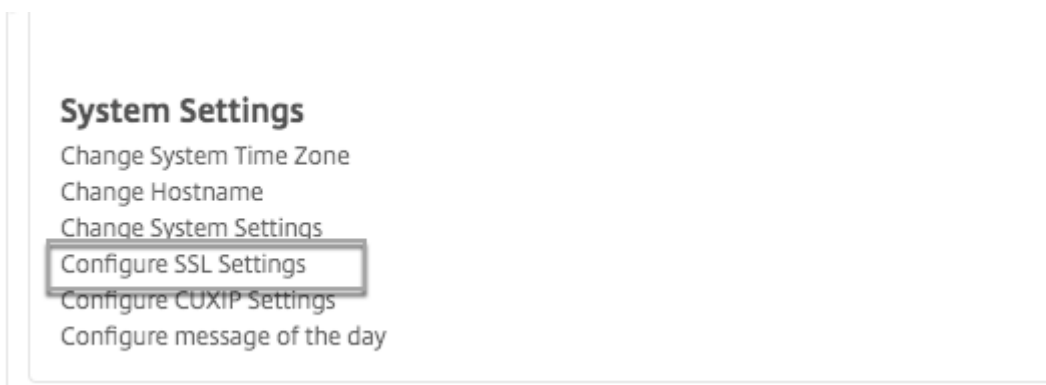 System Settings
Change System Time Zone
Change Hostname
Change System Settings
Configure SSL Settings
Configure CUXIP Settings
Configure message of the day